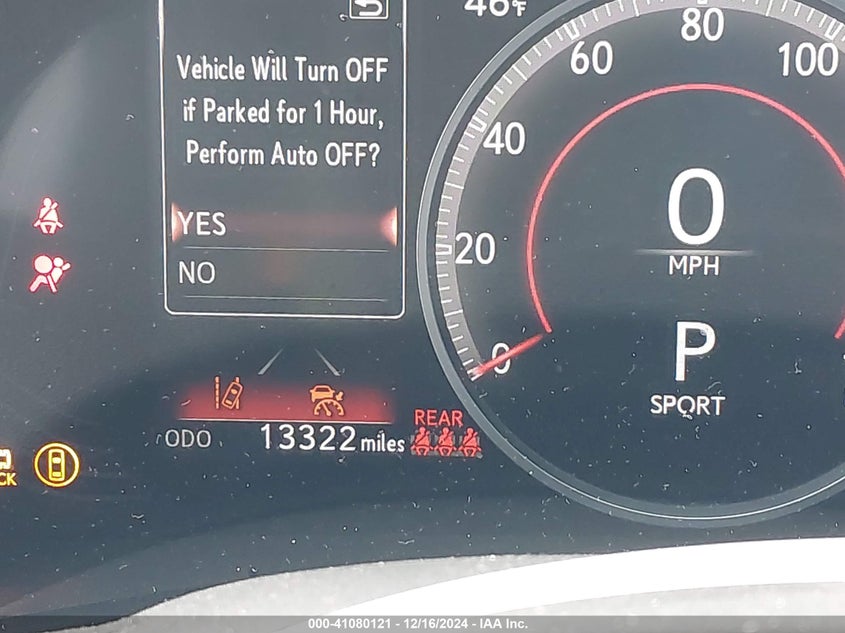 46°F
Vehicle Will Turn OFF
if Parked for 1 Hour,
Perform Auto OFF?
YES
NO
0
20
40
60
80
100
0
MPH
P
SPORT
ODO 13322 miles
REAR
000-41080121 - 12/16/2024 - IAA Inc.